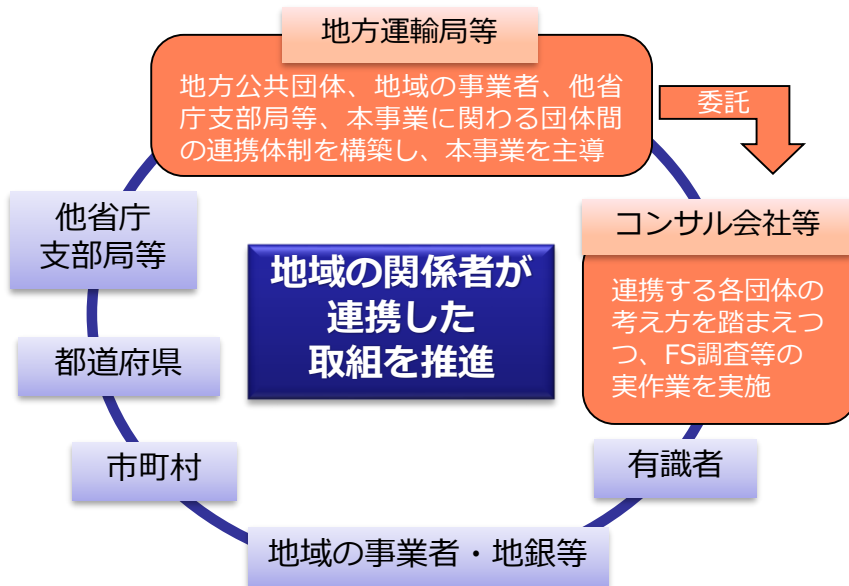 地方運輸局等
地方公共団体、地域の事業者、他省
庁支部局等、本事業に関わる団体間
の連携体制を構築し、本事業を主導
委託
他省庁
支部局等
コンサル会社等
地域の関係者が
連携した
取組を推進
連携する各団体の
考え方を踏まえつ
つ、FS調査等の
実作業を実施
都道府県
市町村
有識者
地域の事業者・地銀等